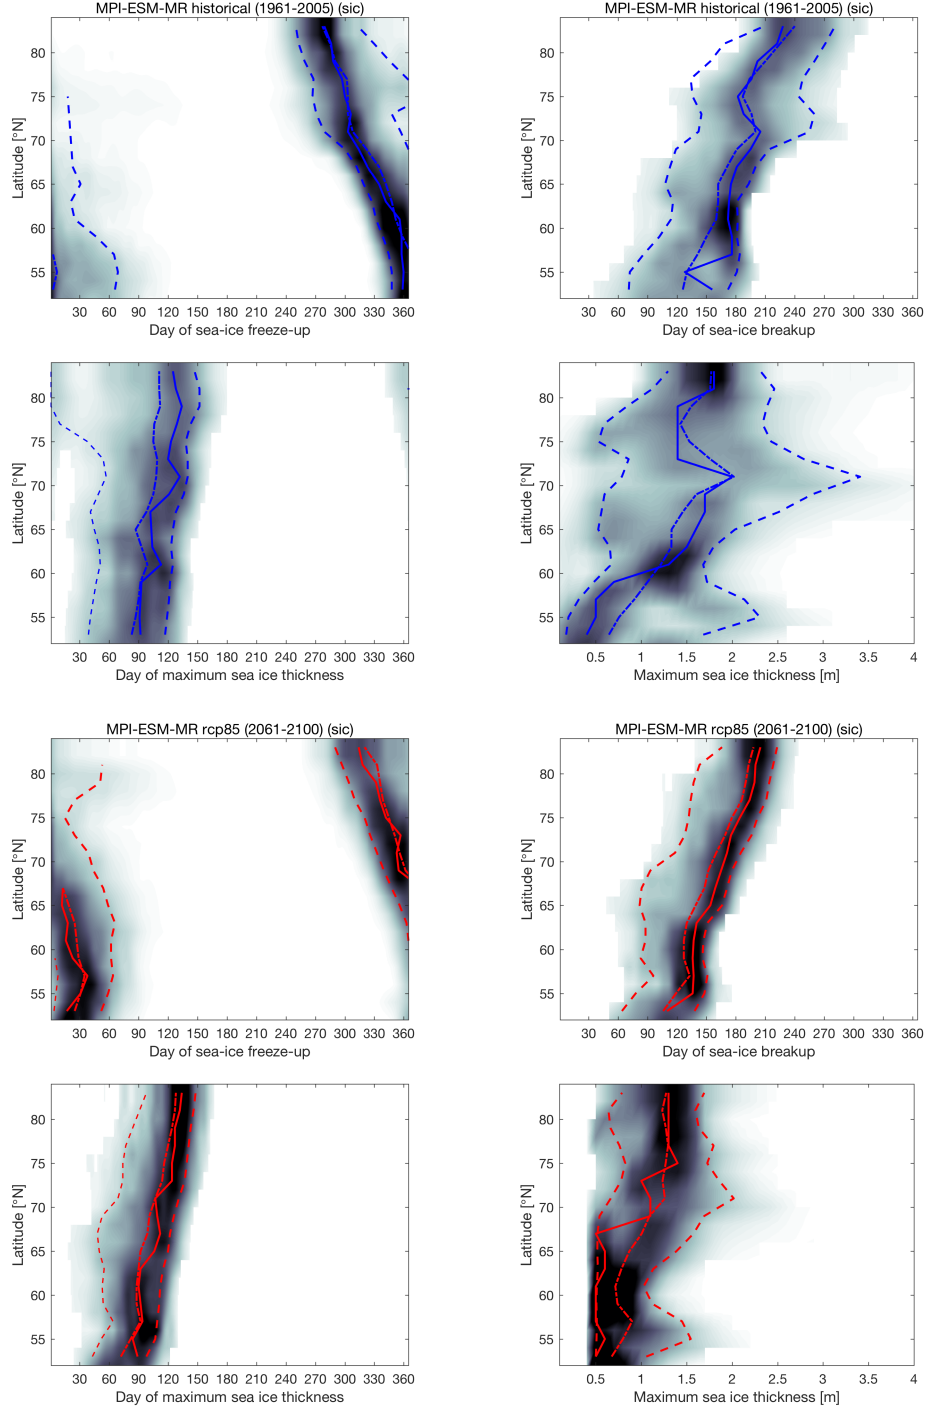 MPI-ESM-MR historical (1961-2005) (sic)
Latitude [°N]
80
75
70
65
60
55
30 60 90 120 150 180 210 240 270 300 330 360
Day of sea-ice freeze-up
MPI-ESM-MR historical (1961-2005) (sic)
Latitude [°N]
80
75
70
65
60
55
30 60 90 120 150 180 210 240 270 300 330 360
Day of sea-ice breakup
Latitude [°N]
80
75
70
65
60
55
30 60 90 120 150 180 210 240 270 300 330 360
Day of maximum sea ice thickness
Latitude [°N]
80
75
70
65
60
55
0.5 1 1.5 2 2.5 3 3.5 4
Maximum sea ice thickness [m]
MPI-ESM-MR rcp85 (2061-2100) (sic)
Latitude [°N]
80
75
70
65
60
55
30 60 90 120 150 180 210 240 270 300 330 360
Day of sea-ice freeze-up
MPI-ESM-MR rcp85 (2061-2100) (sic)
Latitude [°N]
80
75
70
65
60
55
30 60 90 120 150 180 210 240 270 300 330 360
Day of sea-ice breakup
Latitude [°N]
80
75
70
65
60
55
30 60 90 120 150 180 210 240 270 300 330 360
Day of maximum sea ice thickness
Latitude [°N]
80
75
70
65
60
55
0.5 1 1.5 2 2.5 3 3.5 4
Maximum sea ice thickness [m]